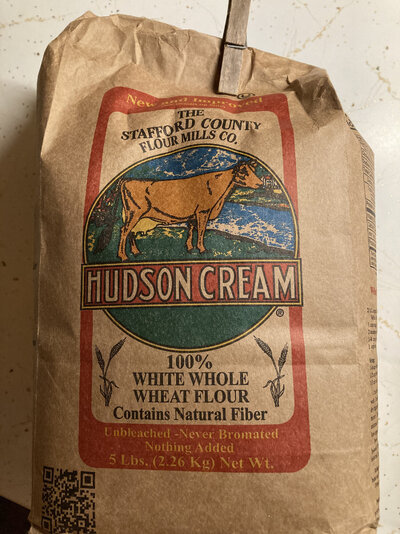 New and Improved
THE
STAFFORD COUNTY
FLOUR MILLS CO.
HUDSON CREAM
®
100%
WHITE WHOLE
WHEAT FLOUR
Contains Natural Fiber
Unbleached -Never Bromated
Nothing Added
5 Lbs. (2.26 Kg) Net Wt.